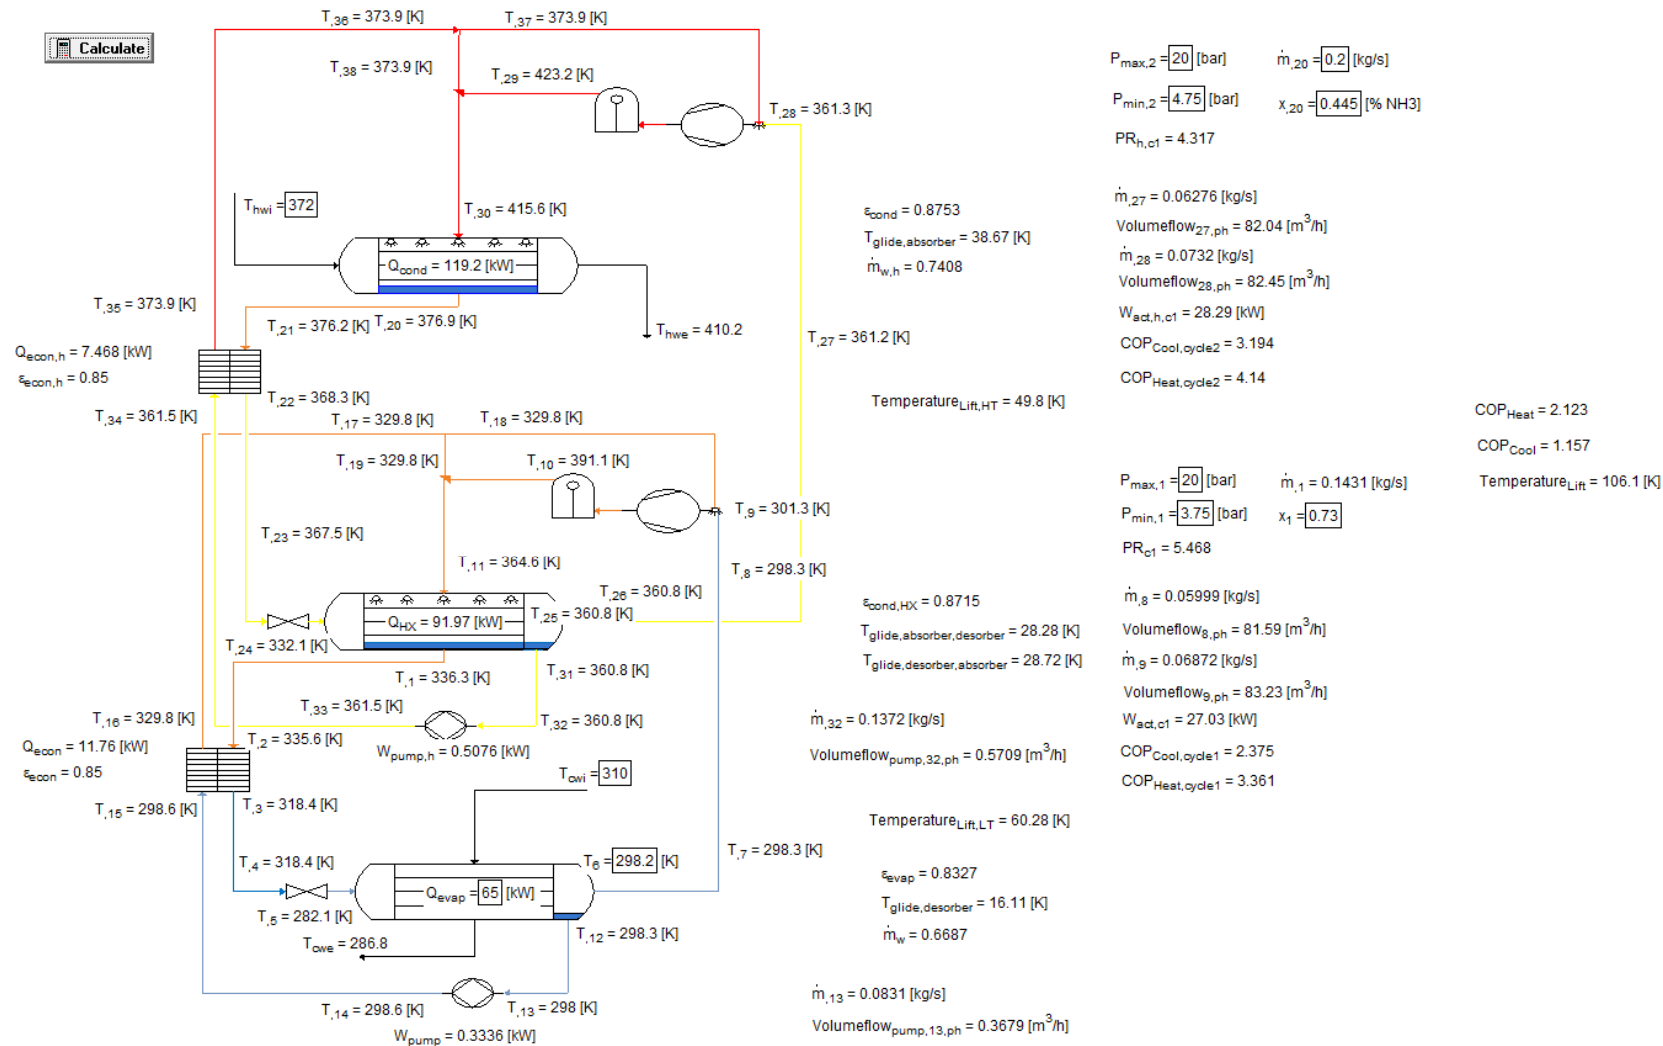 T,36 = 373.9 [K]
T,37 = 373.9 [K]
Calculate
T,38 = 373.9 [K]
T,29 = 423.2 [K]
T,28 = 361.3 [K]
Pmax,2 = 20 [bar]
ṁ,20 = 0.2 [kg/s]
Pmin,2 = 4.75 [bar]
x,20 = 0.445 [% NH3]
PRh,c1 = 4.317
Thwi = 372
T,30 = 415.6 [K]
εcond = 0.8753
Tglide,absorber = 38.67 [K]
ṁw,h = 0.7408
ṁ,27 = 0.06276 [kg/s]
Volumeflow27,ph = 82.04 [m3/h]
ṁ,28 = 0.0732 [kg/s]
Volumeflow28,ph = 82.45 [m3/h]
Wact,h,c1 = 28.29 [kW]
COPCool,cycle2 = 3.194
COPHeat,cycle2 = 4.14
Qcond = 119.2 [kW]
T,35 = 373.9 [K]
T,21 = 376.2 [K]
T,20 = 376.9 [K]
Thwe = 410.2
T,27 = 361.2 [K]
Qecon,h = 7.468 [kW]
εecon,h = 0.85
T,34 = 361.5 [K]
T,22 = 368.3 [K]
T,17 = 329.8 [K]
T,18 = 329.8 [K]
TemperatureLift,HT = 49.8 [K]
COPHeat = 2.123
COPCool = 1.157
TemperatureLift = 106.1 [K]
T,19 = 329.8 [K]
T,10 = 391.1 [K]
T,9 = 301.3 [K]
Pmax,1 = 20 [bar]
ṁ,1 = 0.1431 [kg/s]
Pmin,1 = 3.75 [bar]
x1 = 0.73
PRc1 = 5.468
T,23 = 367.5 [K]
T,11 = 364.6 [K]
T,8 = 298.3 [K]
T,26 = 360.8 [K]
T,25 = 360.8 [K]
QHX = 91.97 [kW]
εcond,HX = 0.8715
Tglide,absorber,desorber = 28.28 [K]
Tglide,desorber,absorber = 28.72 [K]
ṁ,8 = 0.05999 [kg/s]
Volumeflow8,ph = 81.59 [m3/h]
ṁ,9 = 0.06872 [kg/s]
Volumeflow9,ph = 83.23 [m3/h]
Wact,c1 = 27.03 [kW]
COPCool,cycle1 = 2.375
COPHeat,cycle1 = 3.361
T,24 = 332.1 [K]
T,1 = 336.3 [K]
T,31 = 360.8 [K]
T,33 = 361.5 [K]
T,32 = 360.8 [K]
ṁ,32 = 0.1372 [kg/s]
Volumeflowpump,32,ph = 0.5709 [m3/h]
T,16 = 329.8 [K]
T,2 = 335.6 [K]
Wpump,h = 0.5076 [kW]
Qecon = 11.76 [kW]
εecon = 0.85
Tcwi = 310
T,15 = 298.6 [K]
T,3 = 318.4 [K]
TemperatureLift,LT = 60.28 [K]
T,4 = 318.4 [K]
T6 = 298.2 [K]
T,7 = 298.3 [K]
Qevap = 65 [kW]
εevap = 0.8327
Tglide,desorber = 16.11 [K]
ṁw = 0.6687
T,5 = 282.1 [K]
T,12 = 298.3 [K]
Tcwe = 286.8
T,14 = 298.6 [K]
T,13 = 298 [K]
Wpump = 0.3336 [kW]
ṁ,13 = 0.0831 [kg/s]
Volumeflowpump,13,ph = 0.3679 [m3/h]